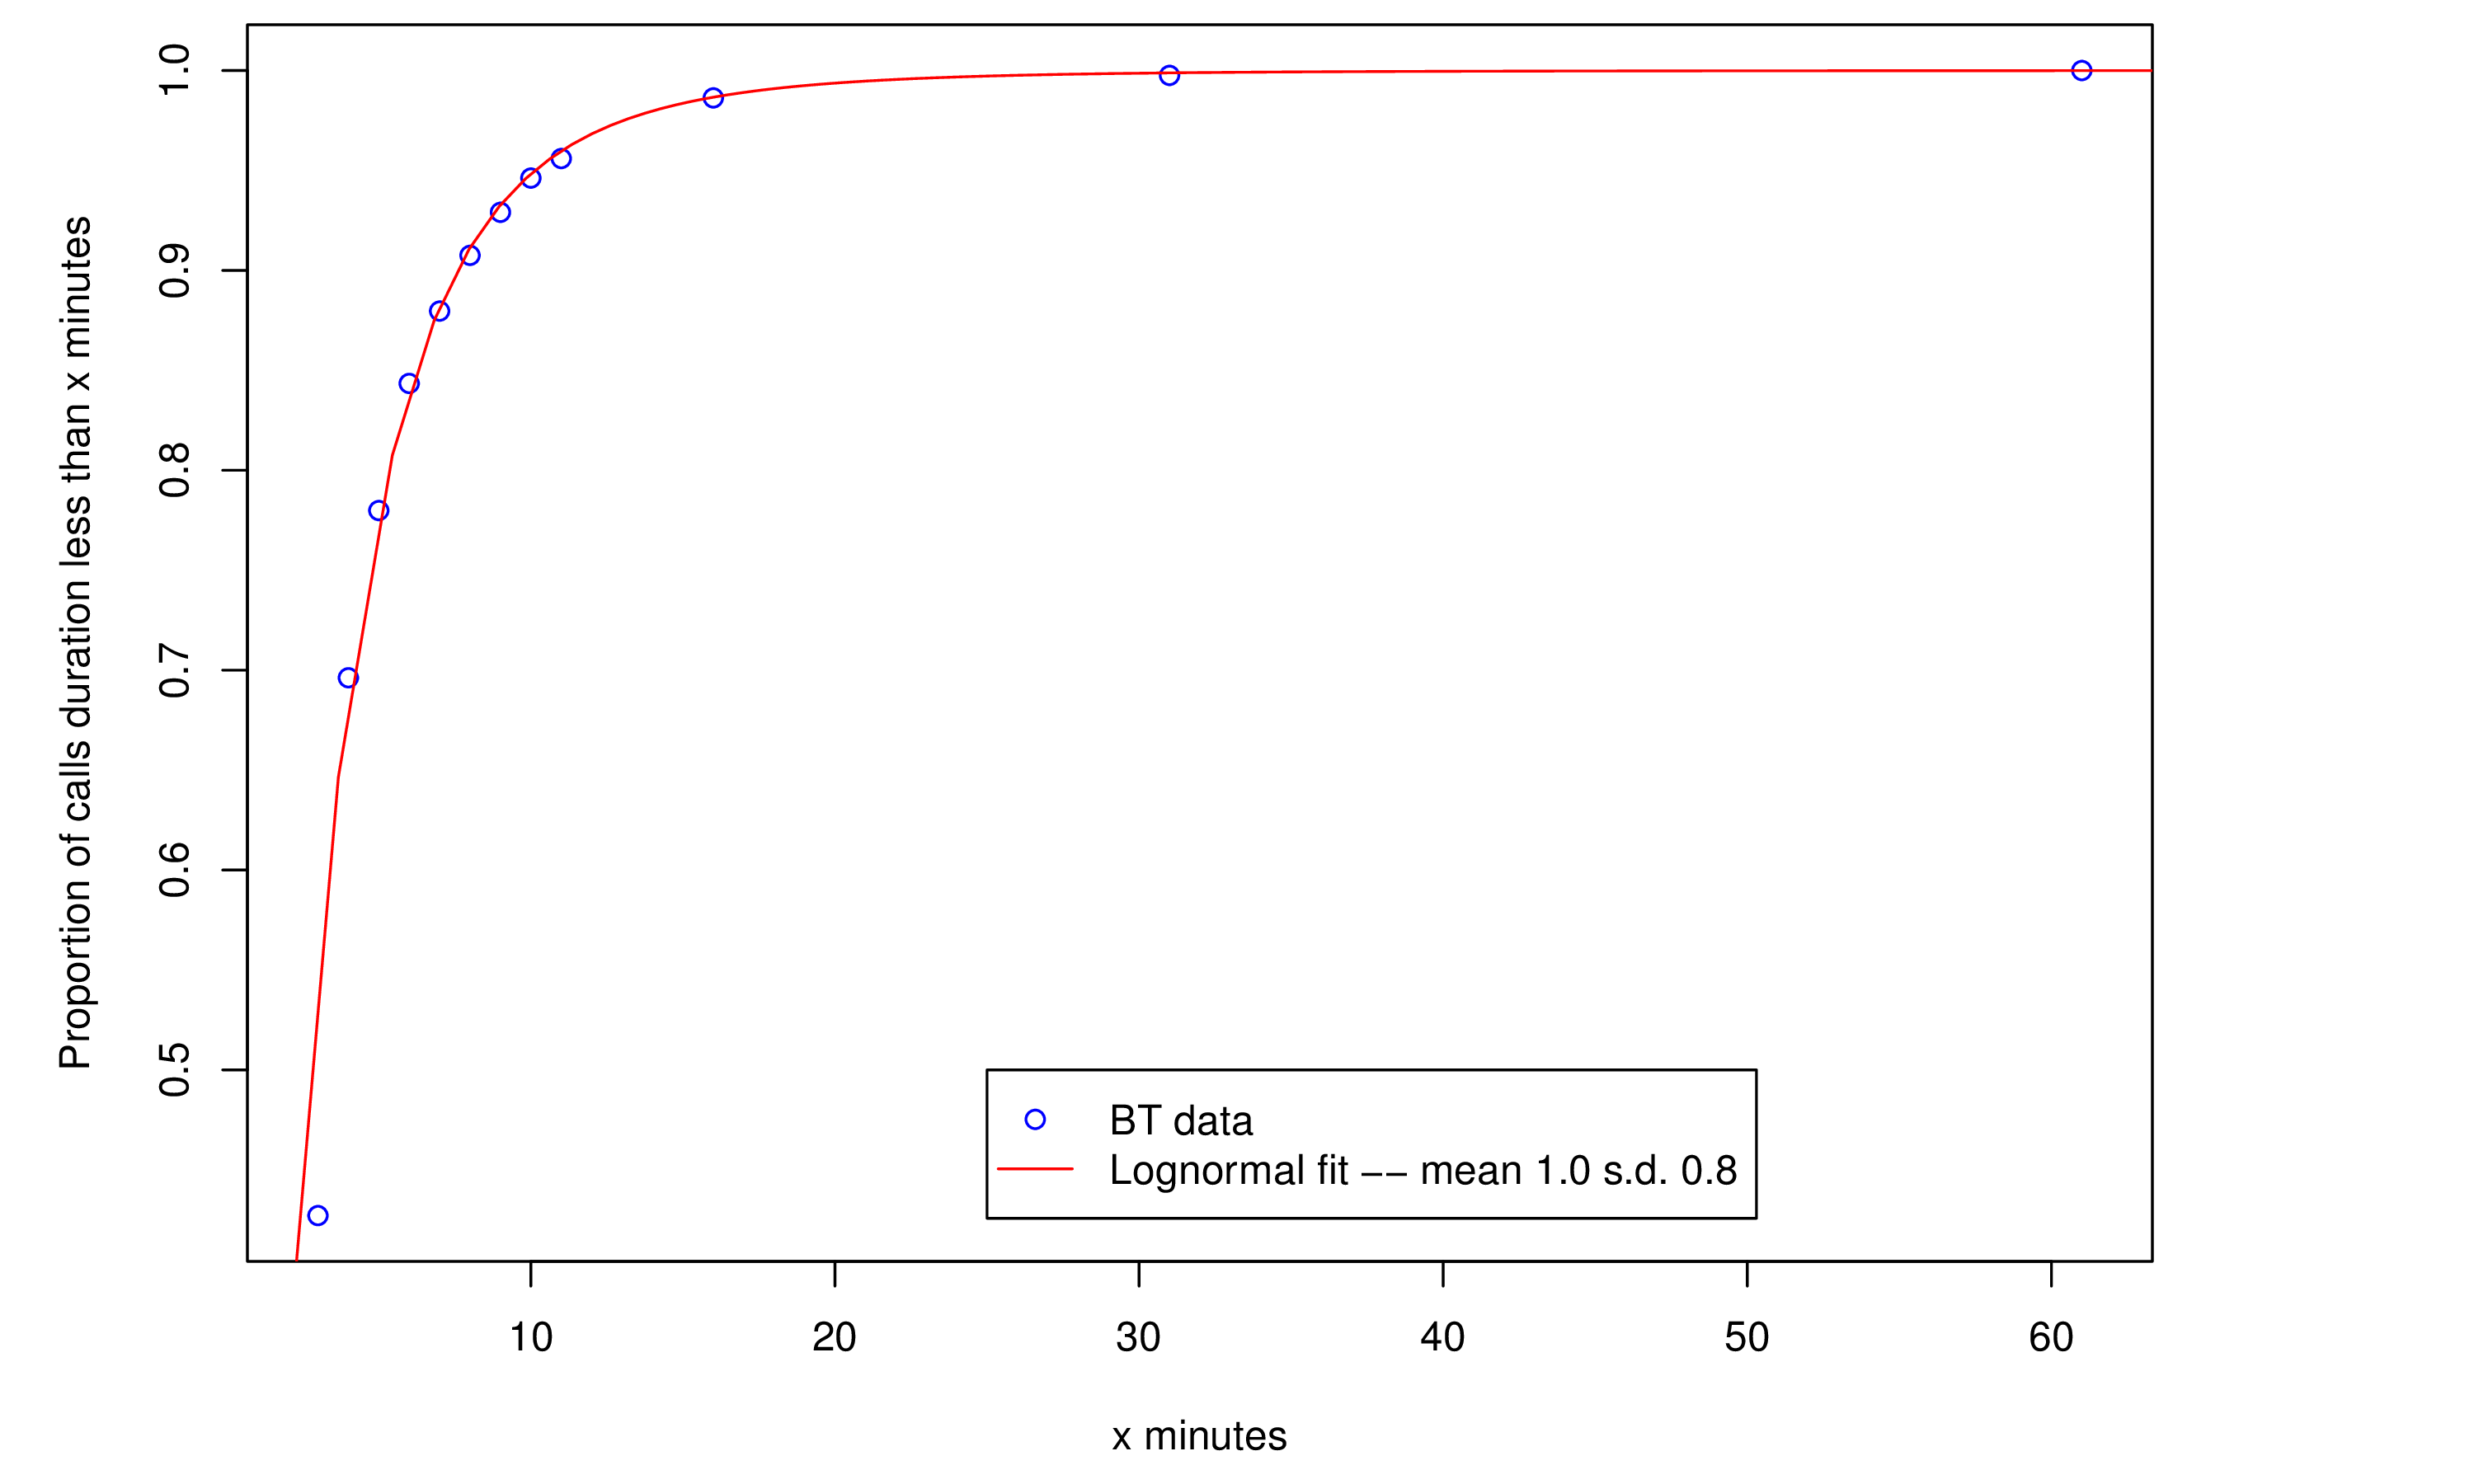 Proportion of calls duration less than x minutes
1.0
0.9
0.8
0.7
0.6
0.5
BT data
Lognormal fit −− mean 1.0 s.d. 0.8
10 20 30 40 50 60
x minutes